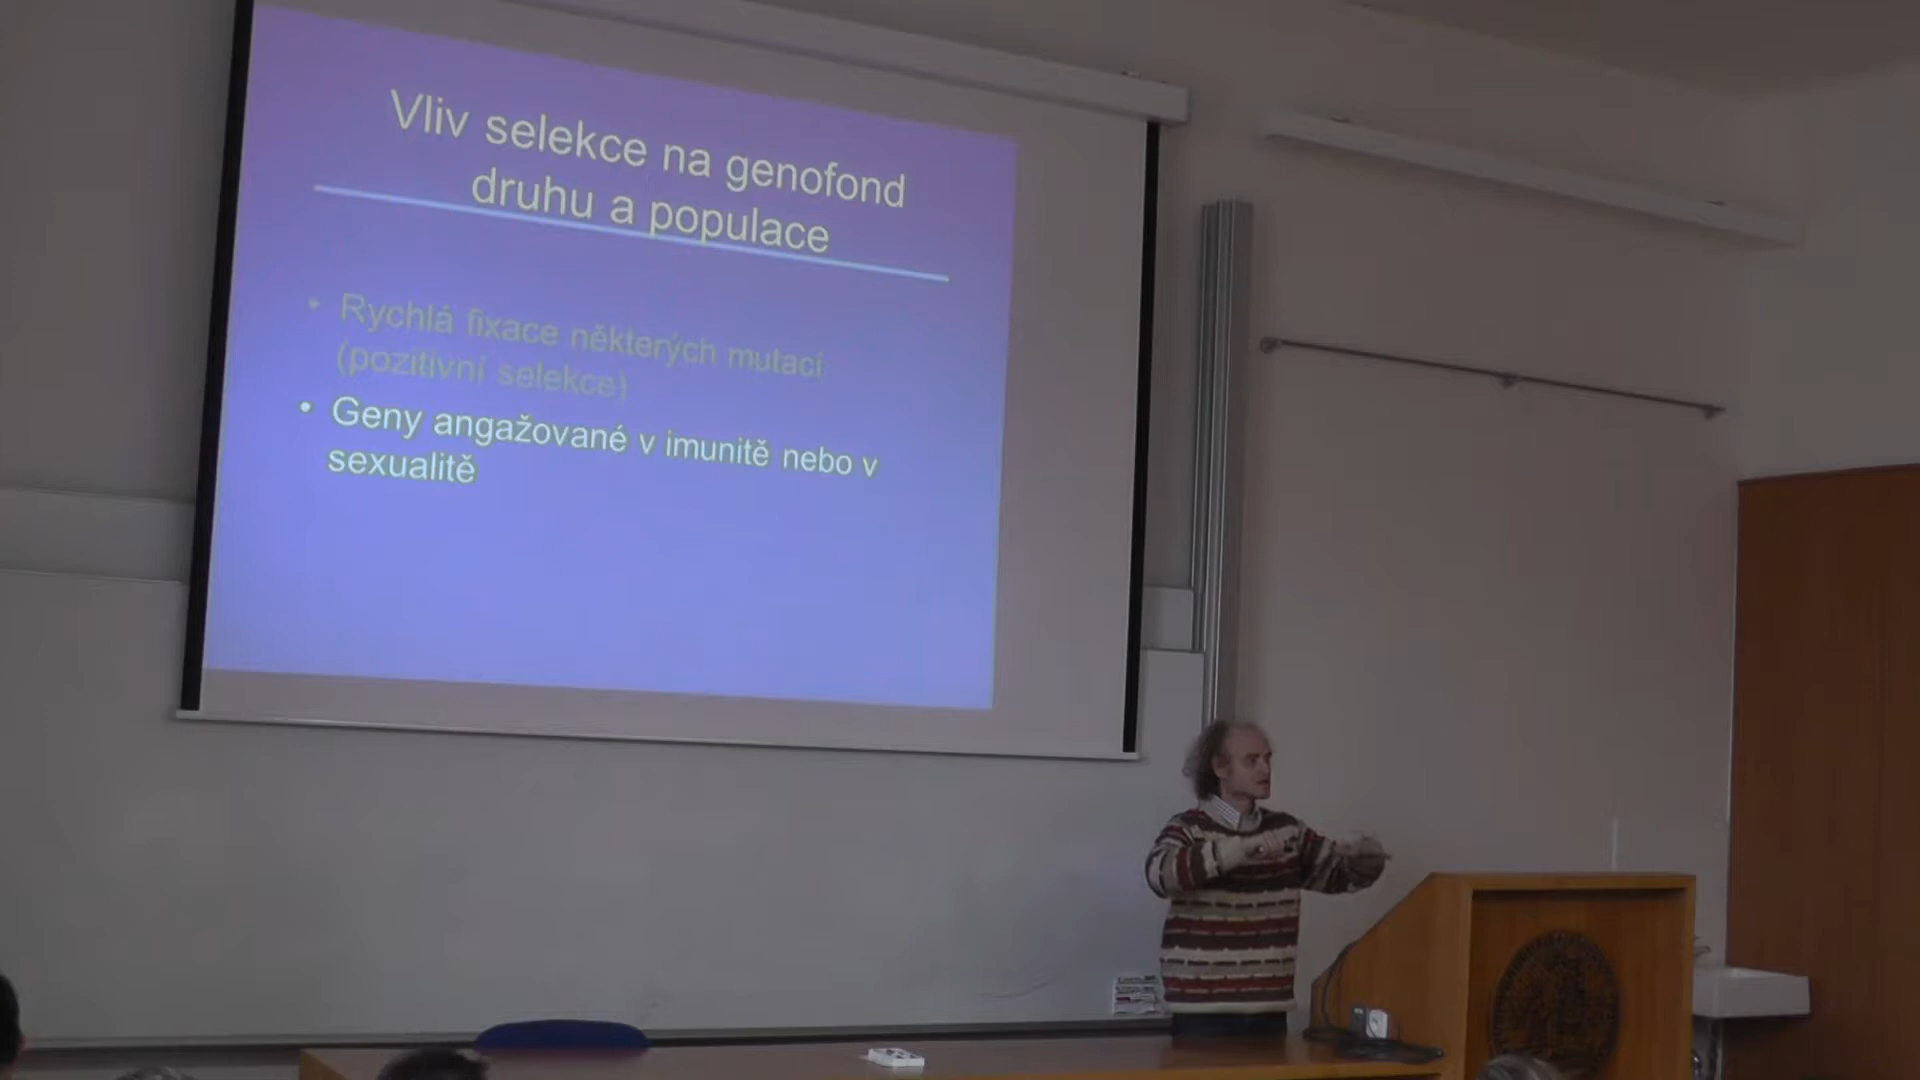 Vliv selekce na genofond
druhu a populace
• Rychlá fixace některých mutací
(pozitivní selekce)
• Geny angažované v imunitě nebo v
sexualitě